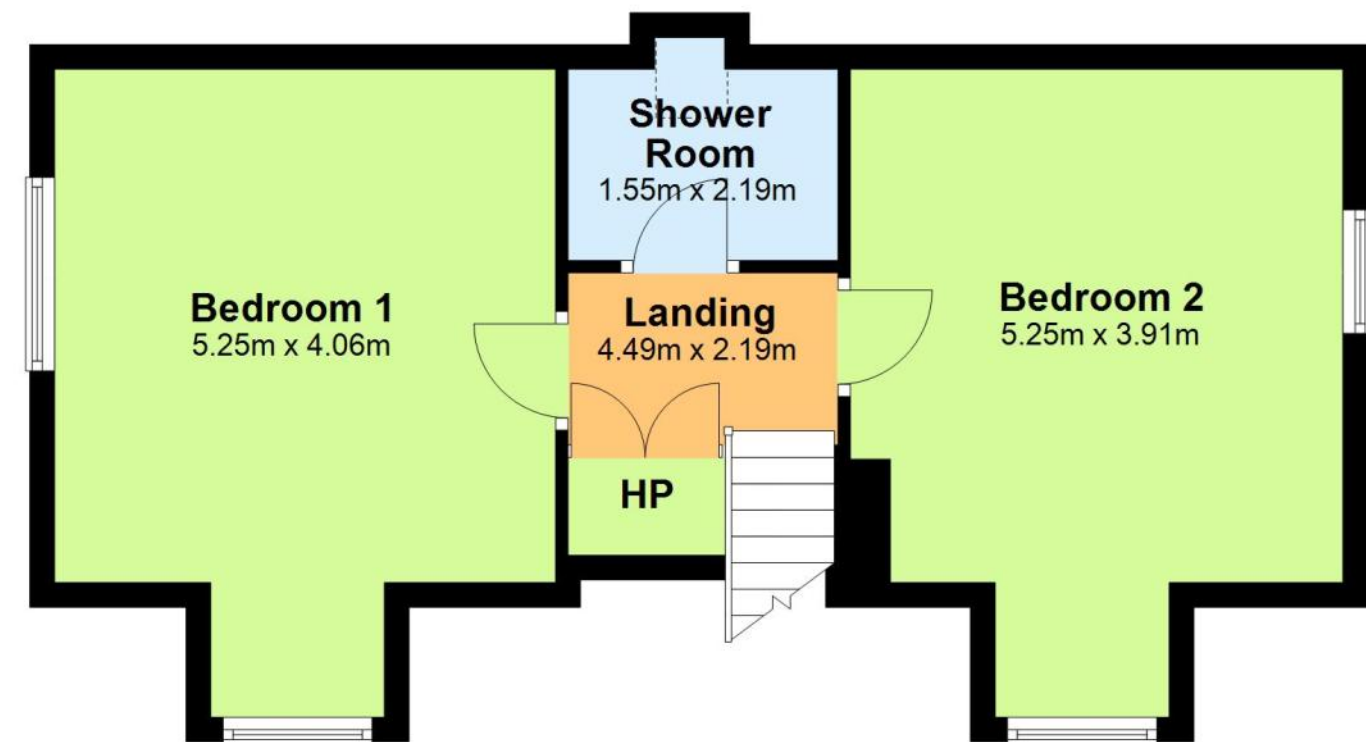 Shower
Room
1.55m x 2.19m
Bedroom 1
5.25m x 4.06m
Landing
4.49m x 2.19m
Bedroom 2
5.25m x 3.91m
HP